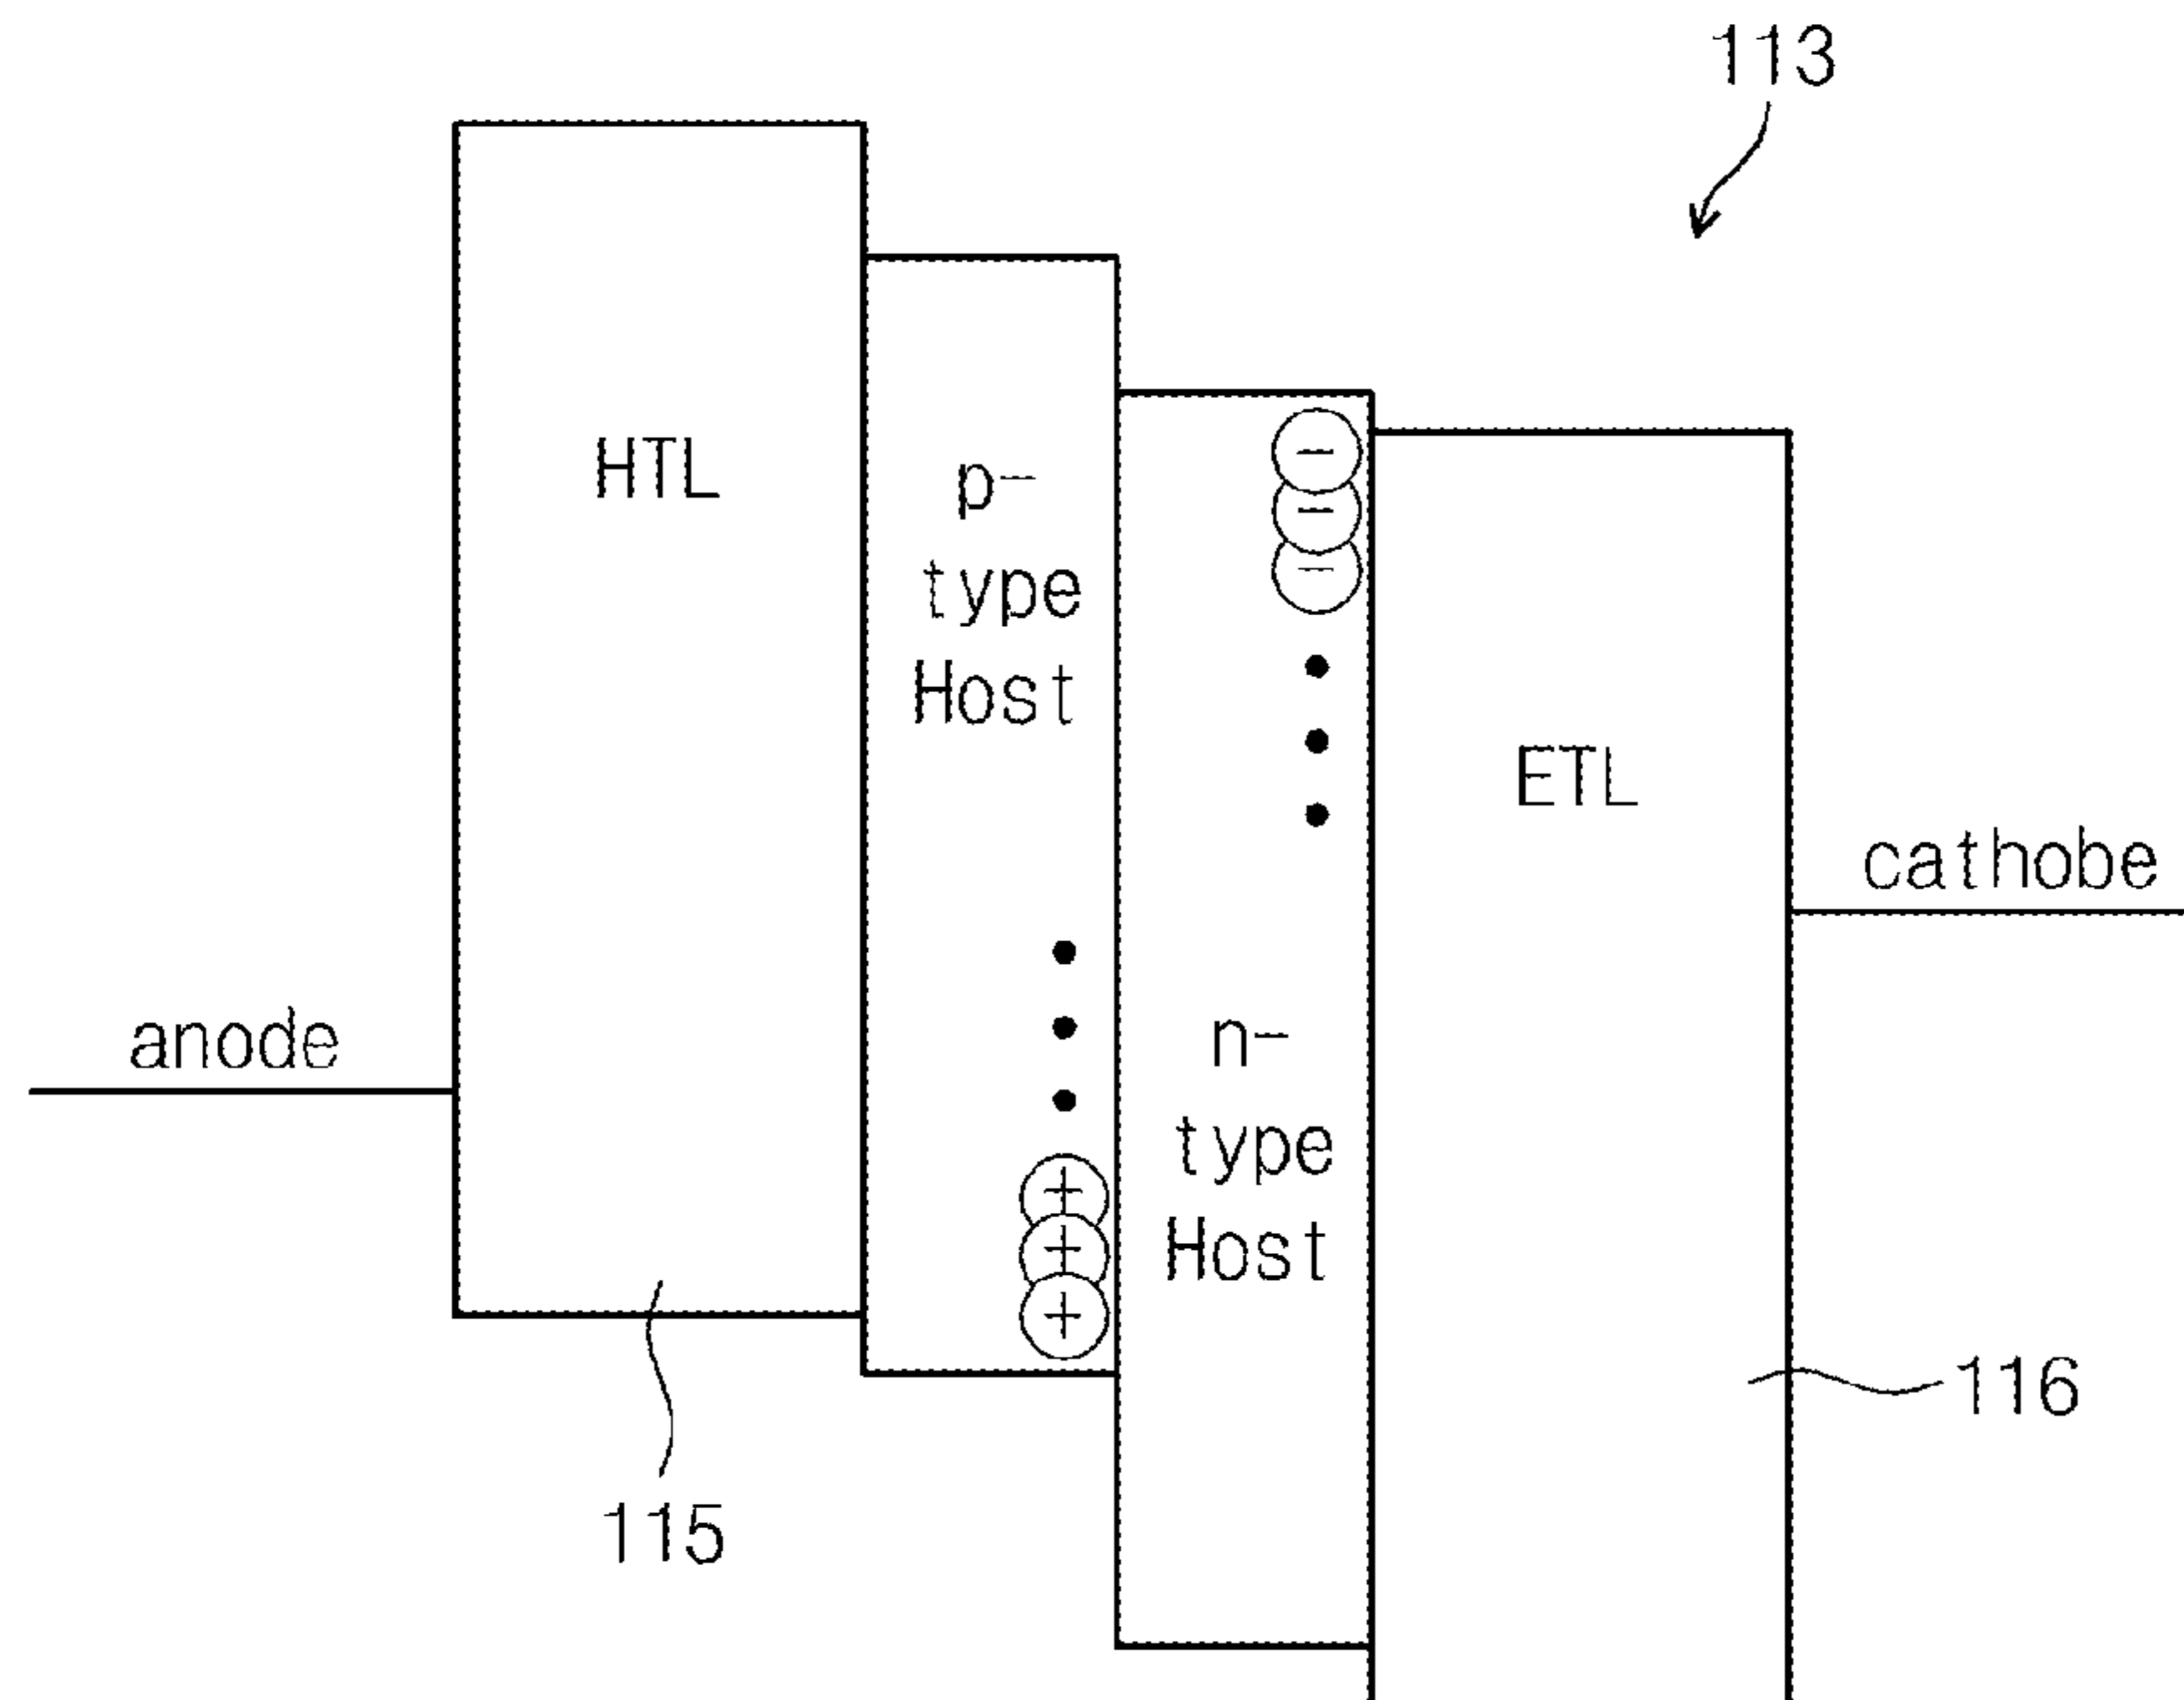 113
HTL
p-
type
Host
ETL
cathobe
anode
n-
type
Host
116
115